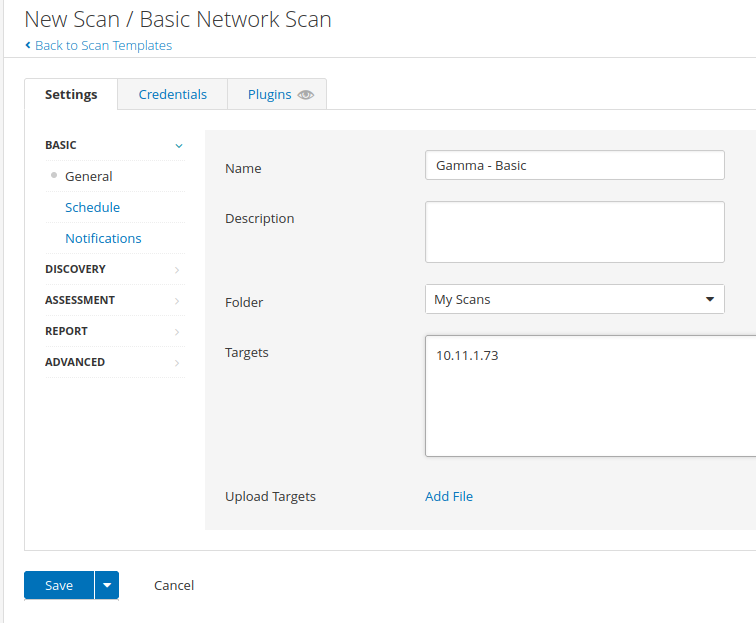 New Scan / Basic Network Scan
Back to Scan Templates
Settings Credentials Plugins
BASIC
General
Schedule
Notifications
DISCOVERY
ASSESSMENT
REPORT
ADVANCED
Name Gamma - Basic
Description
Folder My Scans
Targets 10.11.1.73
Upload Targets Add File
Save Cancel